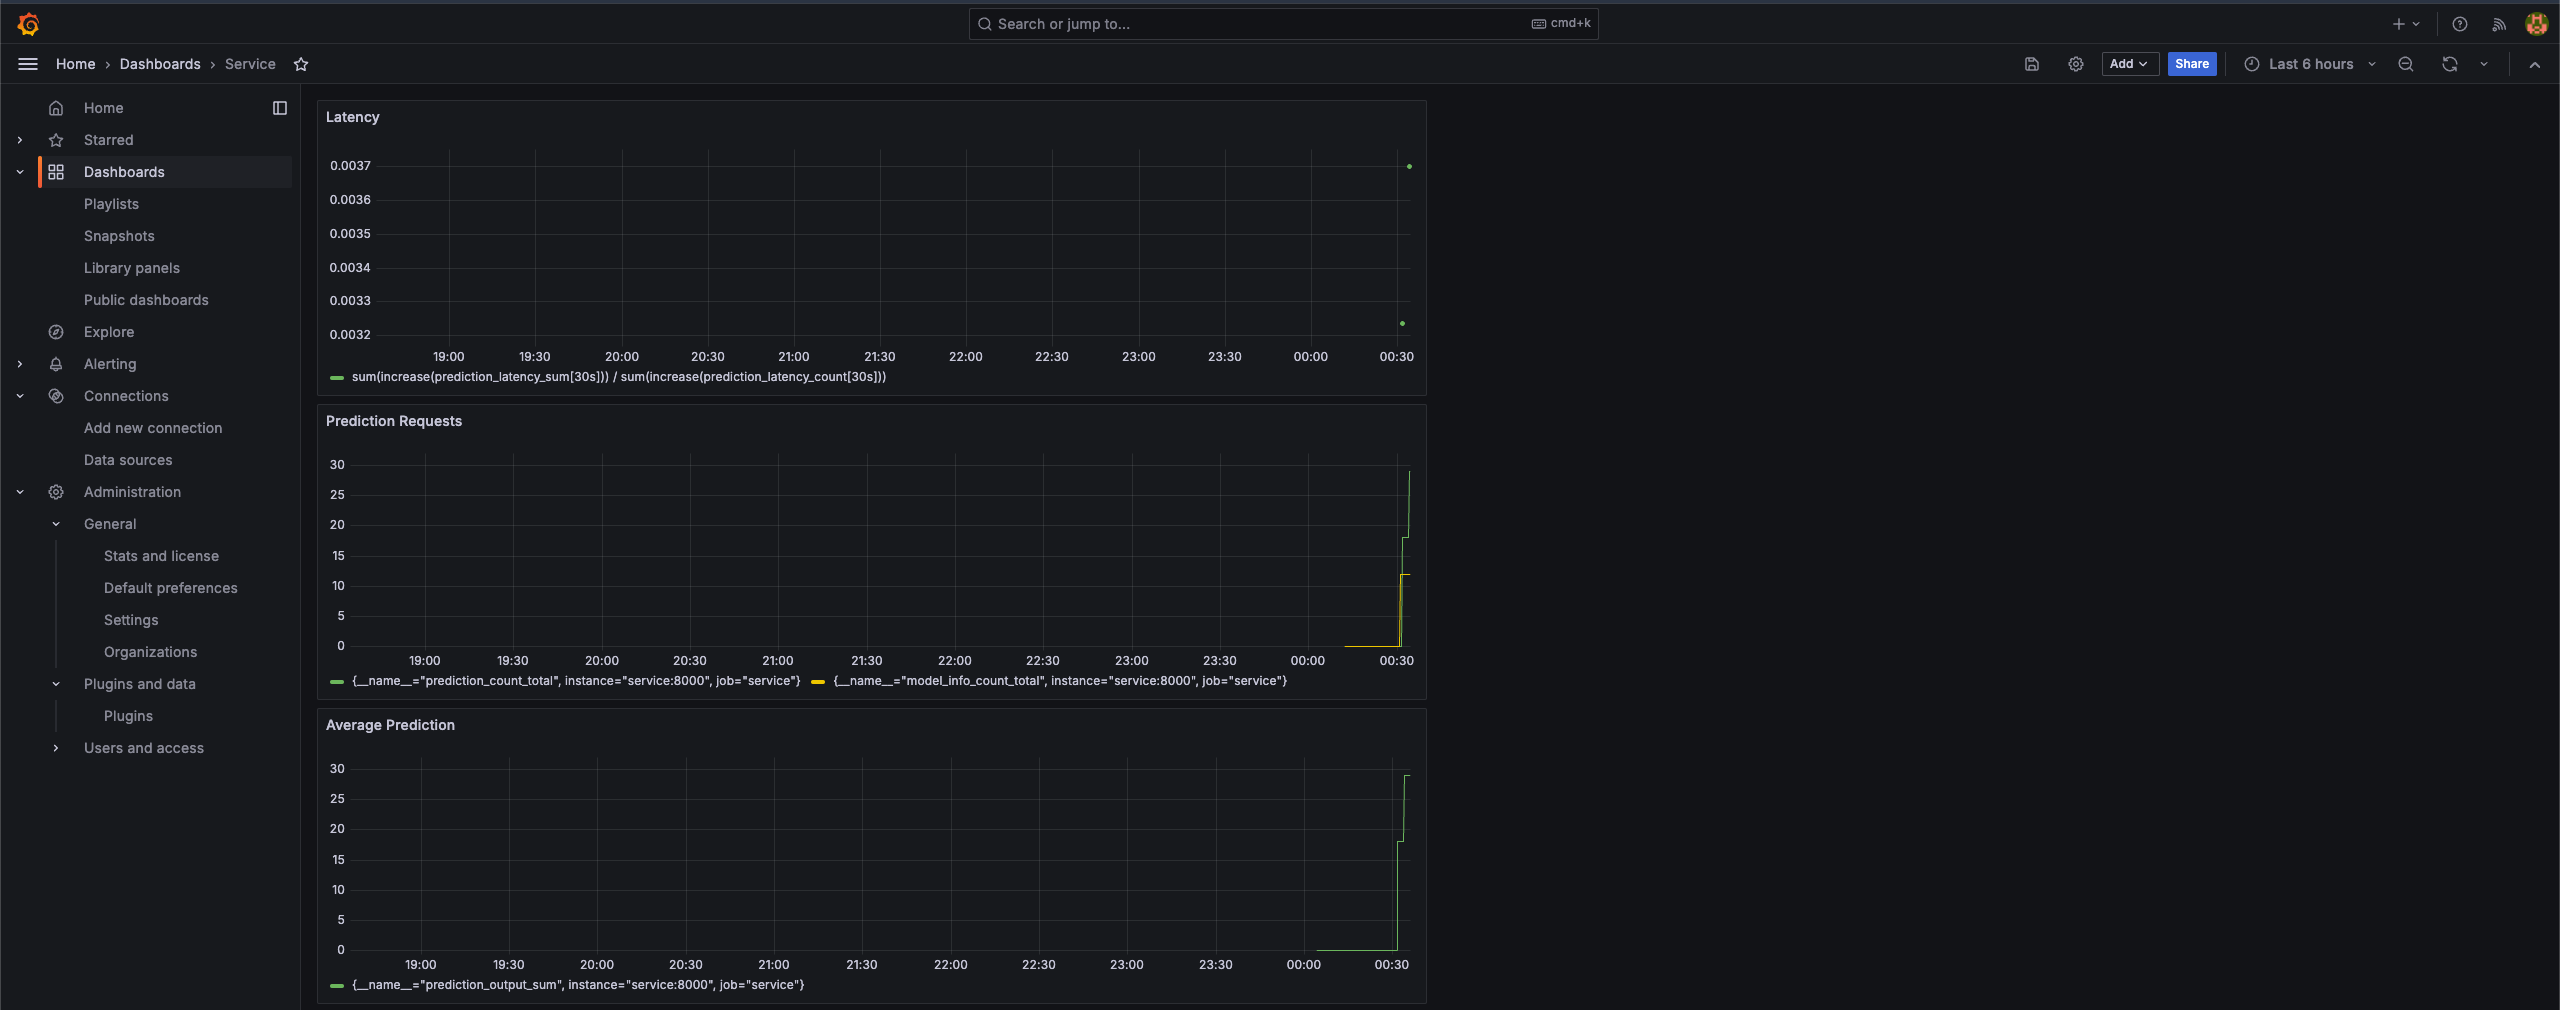 Search or jump to...
cmd+k
Home › Dashboards › Service
Add
Share
Last 6 hours
Home
Starred
Dashboards
Playlists
Snapshots
Library panels
Public dashboards
Explore
Alerting
Connections
Add new connection
Data sources
Administration
General
Stats and license
Default preferences
Settings
Organizations
Plugins and data
Plugins
Users and access
Latency
0.0037
0.0036
0.0035
0.0034
0.0033
0.0032
19:00 19:30 20:00 20:30 21:00 21:30 22:00 22:30 23:00 23:30 00:00 00:30
sum(increase(prediction_latency_sum[30s])) / sum(increase(prediction_latency_count[30s]))
Prediction Requests
30
25
20
15
10
5
0
19:00 19:30 20:00 20:30 21:00 21:30 22:00 22:30 23:00 23:30 00:00 00:30
{__name__="prediction_count_total", instance="service:8000", job="service"} {__name__="model_info_count_total", instance="service:8000", job="service"}
Average Prediction
30
25
20
15
10
5
0
19:00 19:30 20:00 20:30 21:00 21:30 22:00 22:30 23:00 23:30 00:00 00:30
{__name__="prediction_output_sum", instance="service:8000", job="service"}